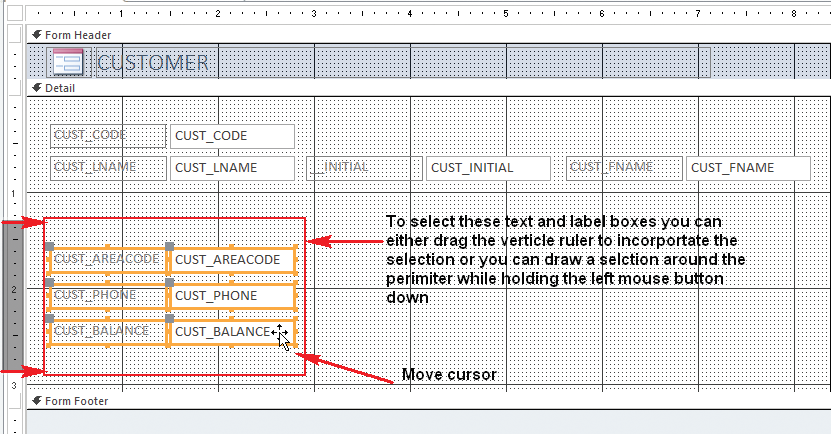 1 2 3 4 5 6 7 8
Form Header
CUSTOMER
Detail
CUST_CODE CUST_CODE
CUST_LNAME CUST_LNAME __INITIAL CUST_INITIAL CUST_FNAME CUST_FNAME
1
To select these text and label boxes you can
either drag the verticle ruler to incorportate the
selection or you can draw a selction around the
perimiter while holding the left mouse button
down
CUST_AREACODE CUST_AREACODE
2
CUST_PHONE CUST_PHONE
CUST_BALANCE CUST_BALANCE
Move cursor
3
Form Footer